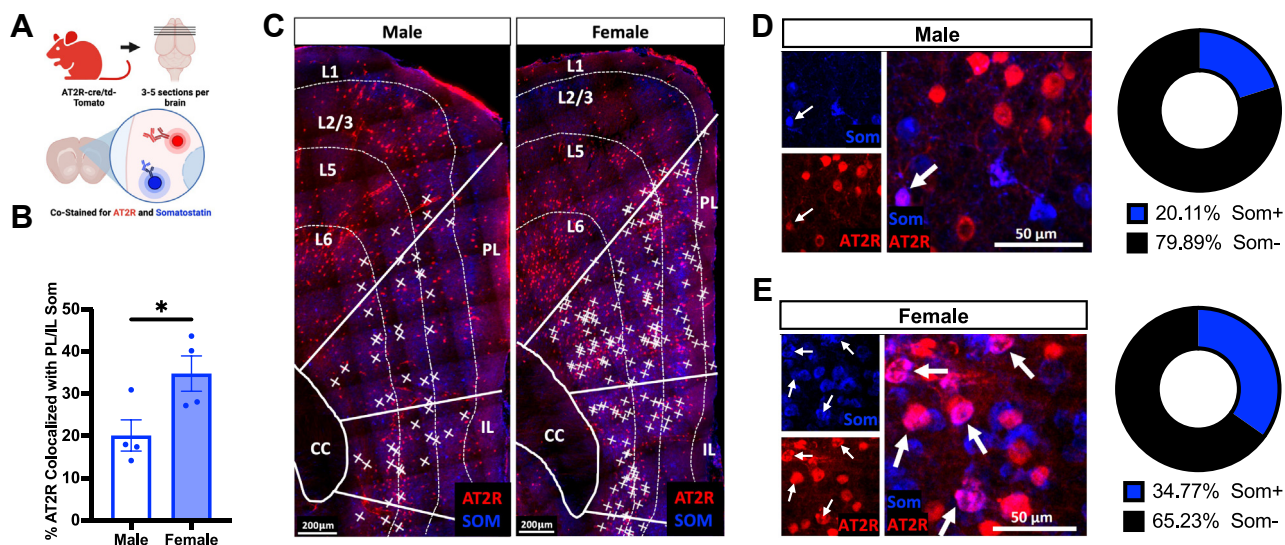 A
AT2R-cre/td-
Tomato
3-5 sections per
brain
Co-Stained for AT2R and Somatostatin
B
% AT2R Colocalized with PL/IL Som
50
40
30
20
10
0
*
Male
Female
C
Male
Female
L1
L2/3
L5
L6
PL
IL
CC
200µm
AT2R
SOM
L1
L2/3
L5
L6
PL
IL
CC
200µm
AT2R
SOM
D
Male
Som
AT2R
Som
AT2R
50 µm
20.11% Som+
79.89% Som-
E
Female
Som
AT2R
Som
AT2R
50 µm
34.77% Som+
65.23% Som-